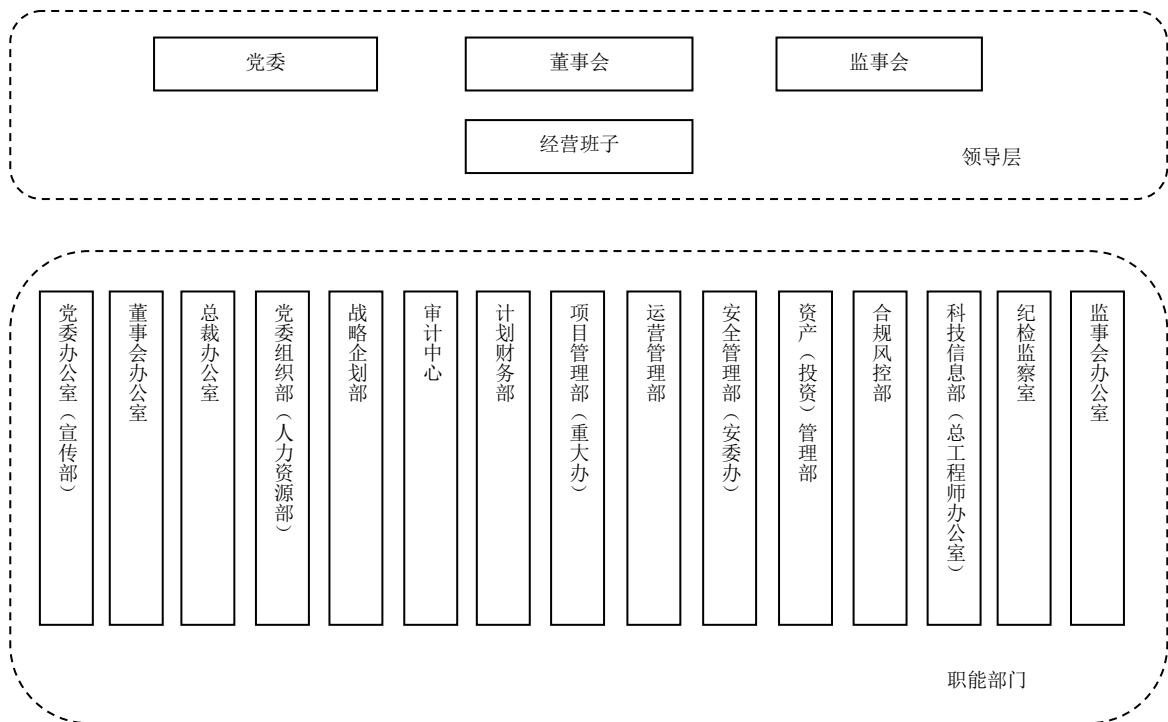 党委
董事会
监事会
经营班子
领导层
党委办公室（宣传部）
董事会办公室
总裁办公室
党委组织部（人力资源部）
战略企划部
审计中心
计划财务部
项目管理部（重大办）
运营管理部
安全管理部（安委办）
资产（投资）管理部
合规风控部
科技信息部（总工程师办公室）
纪检监察室
监事会办公室
职能部门